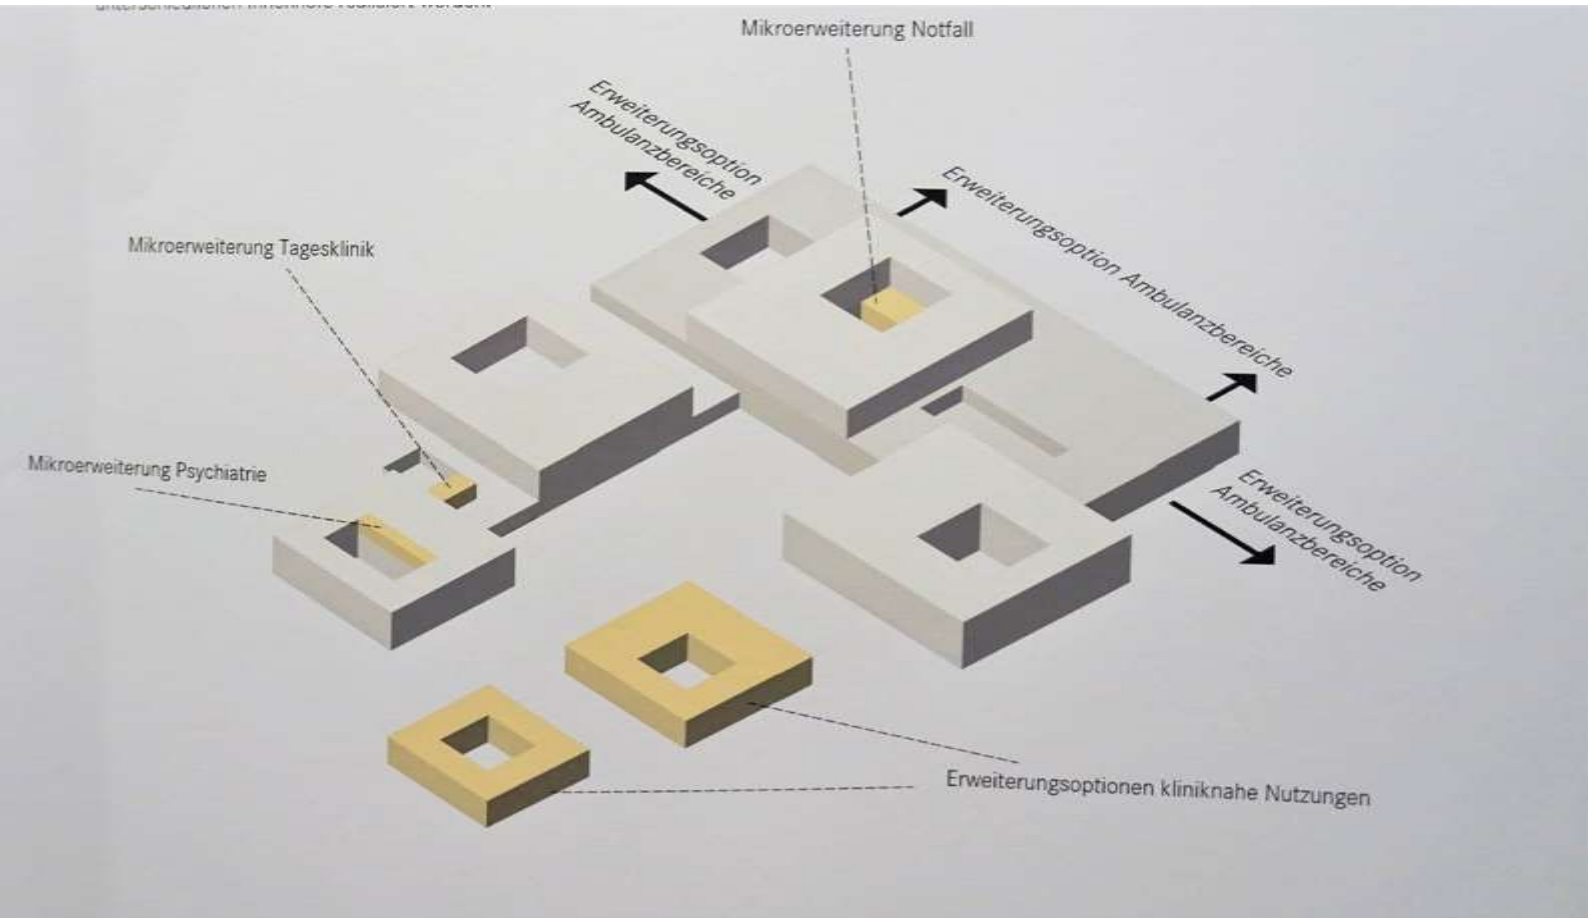 Mikroerweiterung Notfall
Erweiterungsoption
Ambulanzbereiche
Erweiterungsoption Ambulanzbereiche
Mikroerweiterung Tagesklinik
Mikroerweiterung Psychiatrie
Erweiterungsoption
Ambulanzbereiche
Erweiterungsoptionen kliniknahe Nutzungen